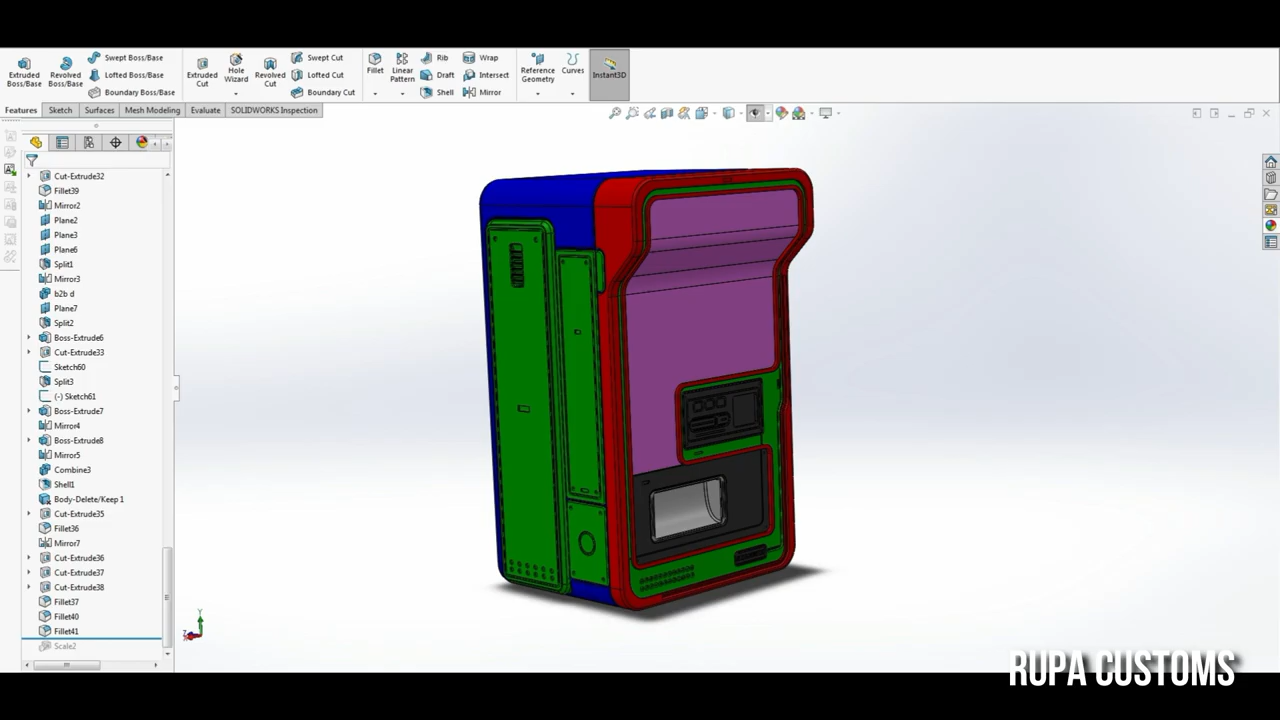 Extruded Boss/Base
Revolved Boss/Base
Swept Boss/Base
Lofted Boss/Base
Boundary Boss/Base
Extruded Cut
Hole Wizard
Revolved Cut
Swept Cut
Lofted Cut
Boundary Cut
Fillet
Linear Pattern
Rib
Draft
Shell
Wrap
Intersect
Mirror
Reference Geometry
Curves
Instant3D
Features
Sketch
Surfaces
Mesh Modeling
Evaluate
SOLIDWORKS Inspection
Cut-Extrude32
Fillet39
Mirror2
Plane2
Plane3
Plane6
Split1
Mirror3
b2b d
Plane7
Split2
Boss-Extrude6
Cut-Extrude33
Sketch60
Split3
(-) Sketch61
Boss-Extrude7
Mirror4
Boss-Extrude8
Mirror5
Combine3
Shell1
Body-Delete/Keep 1
Cut-Extrude35
Fillet36
Mirror7
Cut-Extrude36
Cut-Extrude37
Cut-Extrude38
Fillet37
Fillet40
Fillet41
Scale2
Y
Z
RUPA CUSTOMS